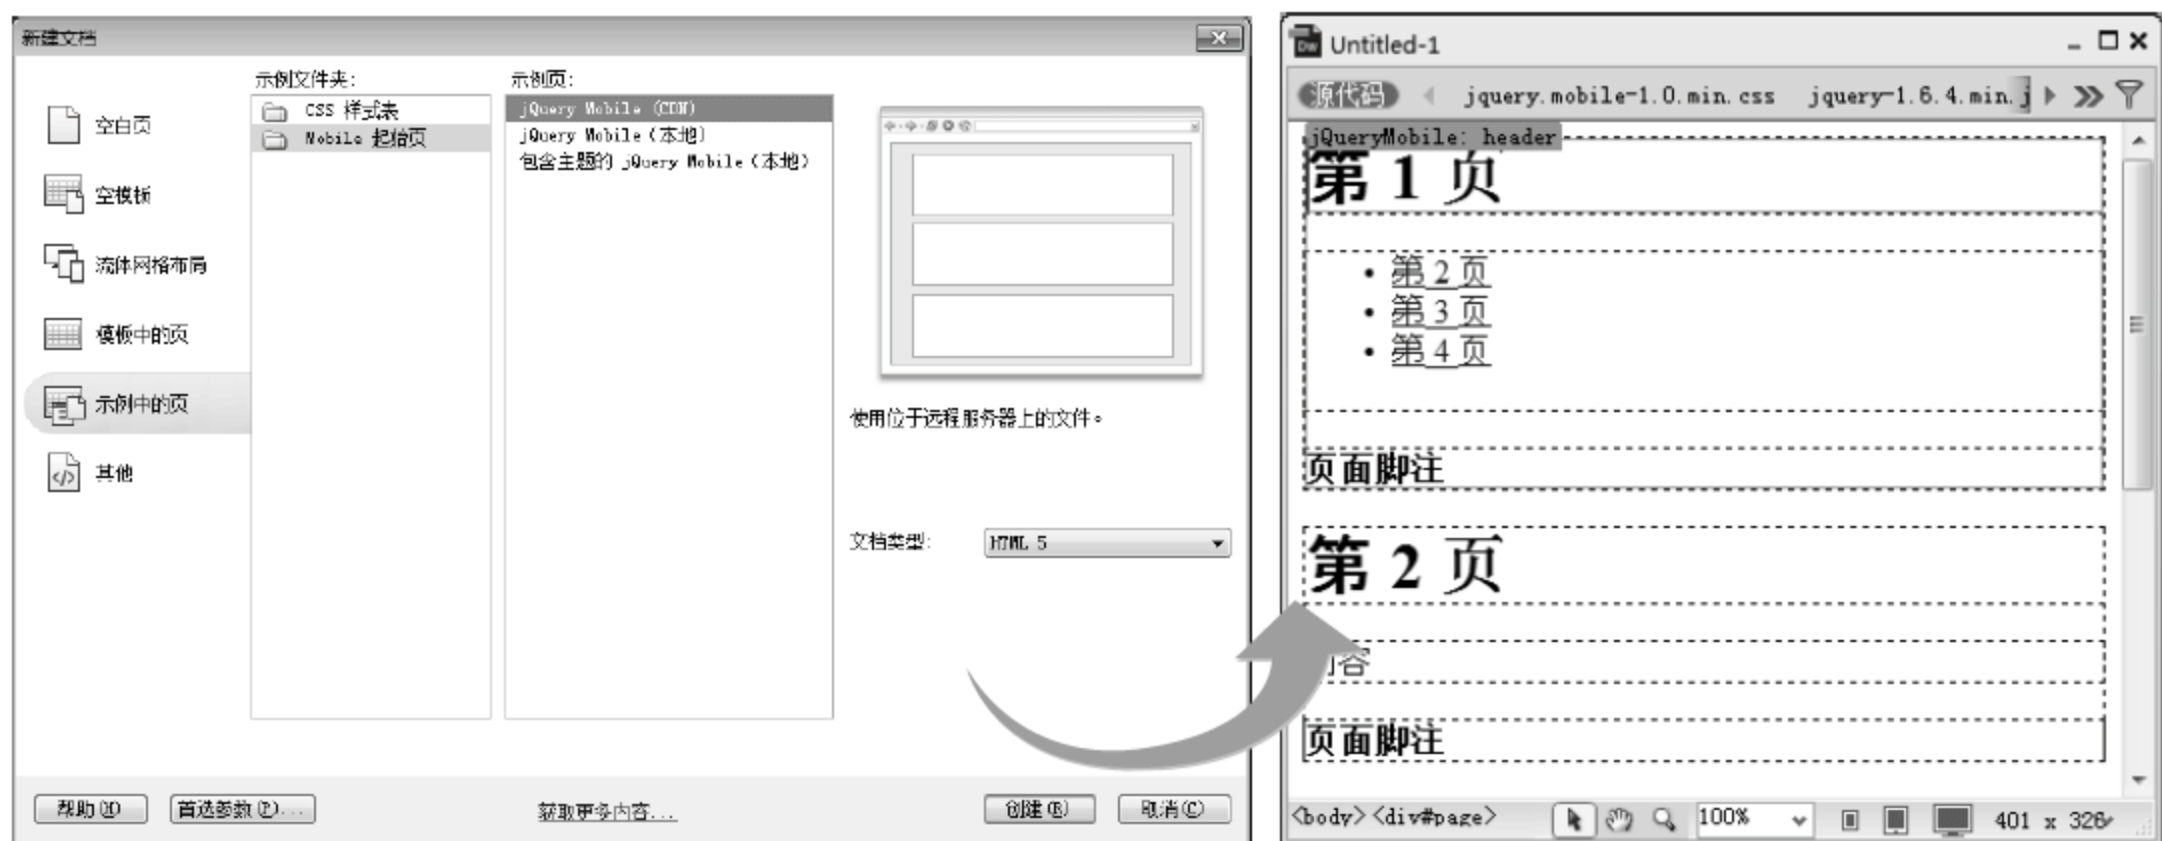 新建文档
示例文件夹:
示例页:
空白页
空模板
流体网格布局
模板中的页
示例中的页
其他
CSS 样式表
Mobile 起始页
jQuery Mobile (CDN)
jQuery Mobile (本地)
包含主题的 jQuery Mobile (本地)
使用位于远程服务器上的文件。
文档类型:
HTML 5
帮助(H)
首选参数(P)...
获取更多内容...
创建(R)
取消(C)
Dw
Untitled-1
源代码
jquery.mobile-1.0.min.css
jquery-1.6.4.min.j
jQueryMobile: header
第 1 页
• 第 2 页
• 第 3 页
• 第 4 页
页面脚注
第 2 页
容
页面脚注
<body> <div#page>
100%
401 x 326